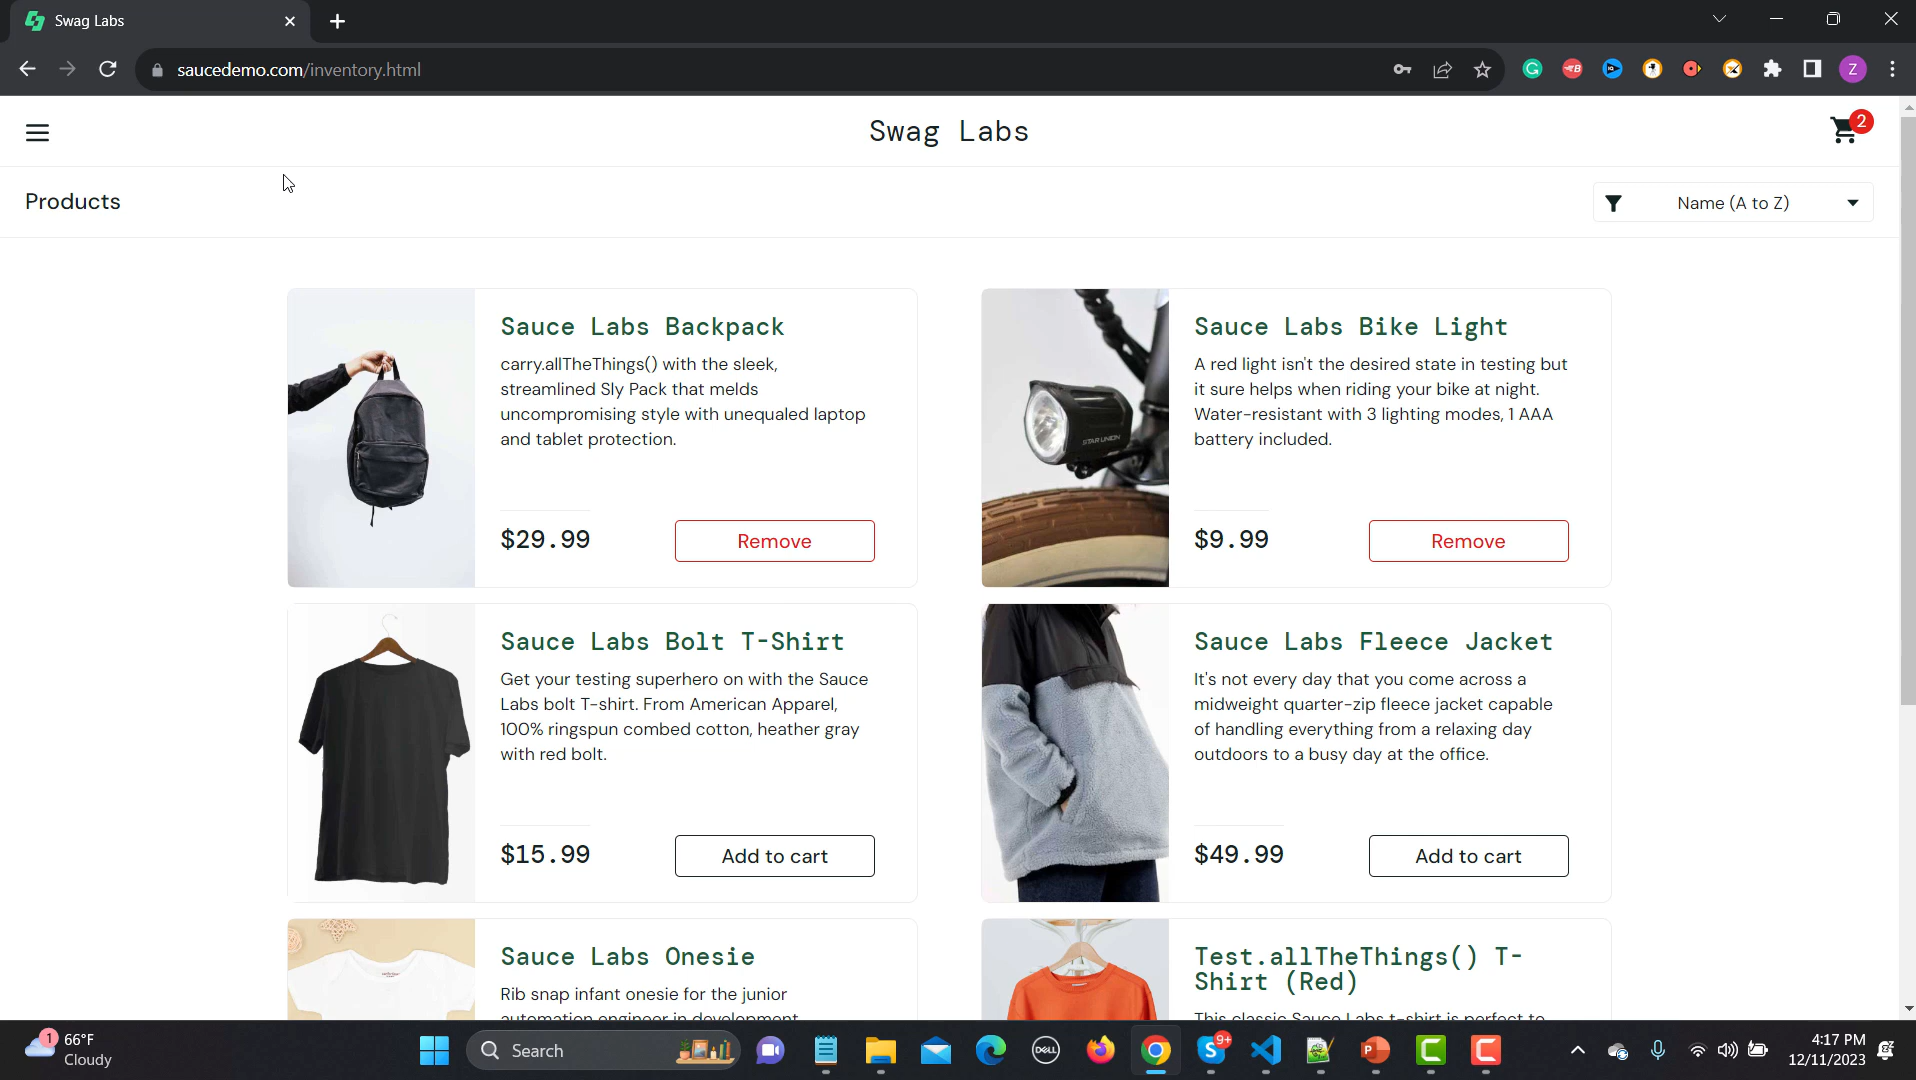 Swag Labs
saucedemo.com/inventory.html
Z
Swag Labs
2
Products
Name (A to Z)
Sauce Labs Backpack
carry.allTheThings() with the sleek,
streamlined Sly Pack that melds
uncompromising style with unequaled laptop
and tablet protection.
$29.99
Remove
STAR UNION
Sauce Labs Bike Light
A red light isn't the desired state in testing but
it sure helps when riding your bike at night.
Water-resistant with 3 lighting modes, 1 AAA
battery included.
$9.99
Remove
Sauce Labs Bolt T-Shirt
Get your testing superhero on with the Sauce
Labs bolt T-shirt. From American Apparel,
100% ringspun combed cotton, heather gray
with red bolt.
$15.99
Add to cart
Sauce Labs Fleece Jacket
It's not every day that you come across a
midweight quarter-zip fleece jacket capable
of handling everything from a relaxing day
outdoors to a busy day at the office.
$49.99
Add to cart
Sauce Labs Onesie
Rib snap infant onesie for the junior
automation engineer in development.
Test.allTheThings() T-
Shirt (Red)
This classic Sauce Labs t-shirt is perfect to
1
66°F
Cloudy
Search
DELL
9+
4:17 PM
12/11/2023